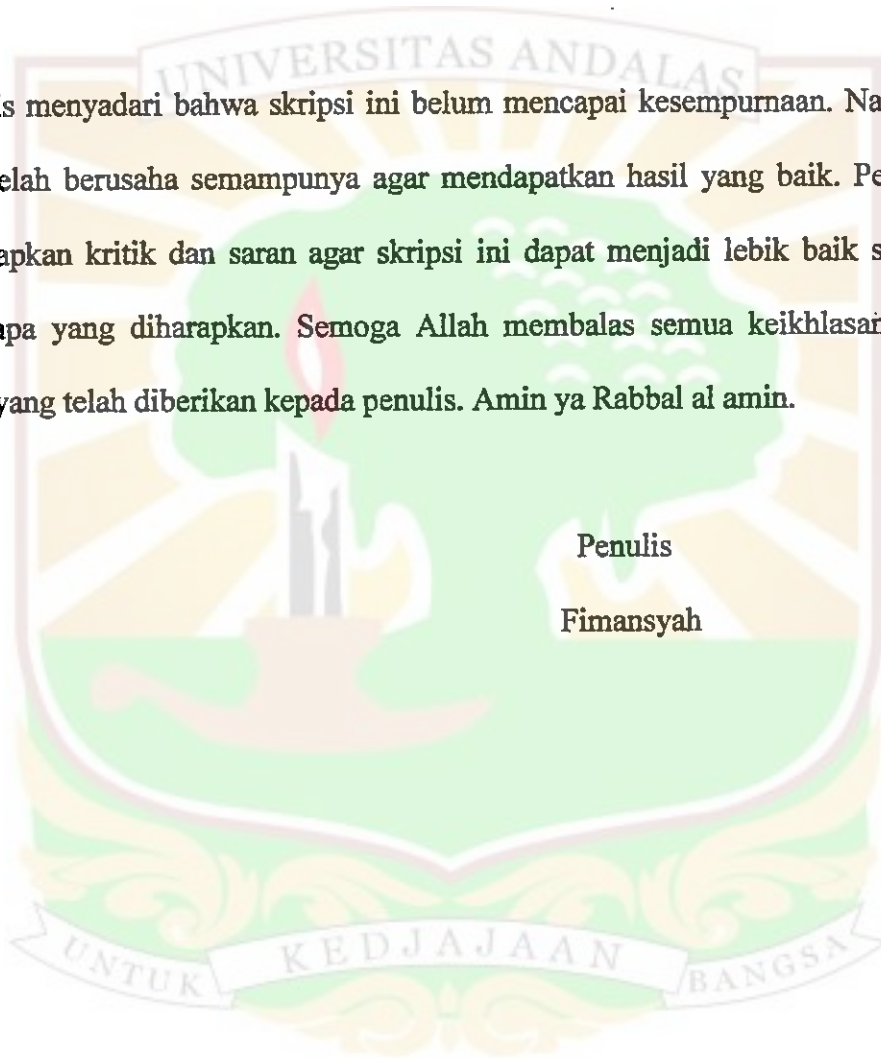 UNIVERSITAS ANDALAS
is menyadari bahwa skripsi ini belum mencapai kesempurnaan. Na
elah berusaha semampunya agar mendapatkan hasil yang baik. Pe
apkan kritik dan saran agar skripsi ini dapat menjadi lebik baik s
apa yang diharapkan. Semoga Allah membalas semua keikhlasan
yang telah diberikan kepada penulis. Amin ya Rabbal al amin.
Penulis
Fimansyah
UNTUK KEDJAJAAN BANGSA